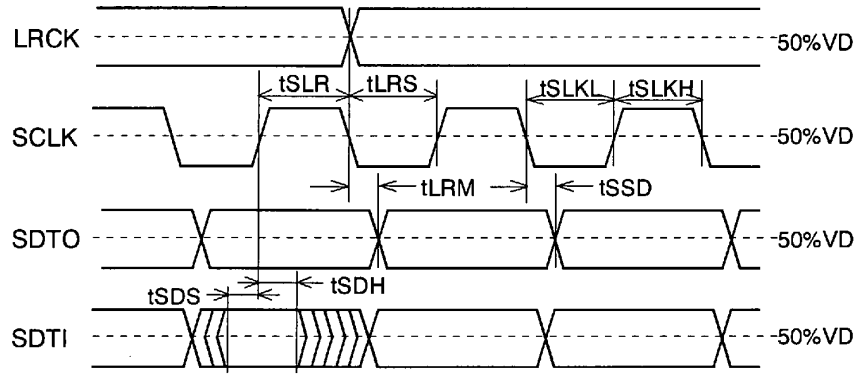 LRCK
50%VD
tSLR
tLRS
tSLKL
tSLKH
SCLK
50%VD
tLRM
tSSD
SDTO
50%VD
tSDS
tSDH
SDTI
50%VD